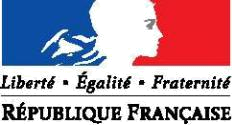 Liberté • Égalité • Fraternité
RÉPUBLIQUE FRANÇAISE